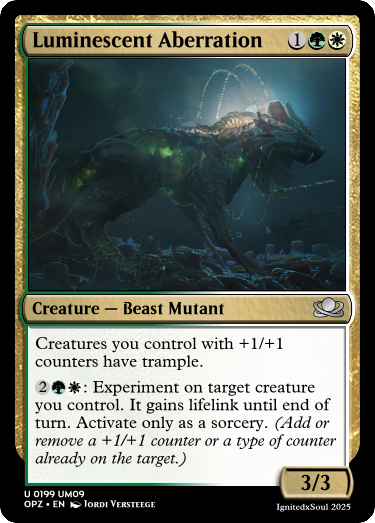 Luminescent Aberration 1
Creature — Beast Mutant
Creatures you control with +1/+1
counters have trample.
2: Experiment on target creature
you control. It gains lifelink until end
of turn. Activate only as a sorcery. (Add or
remove a +1/+1 counter or a type of counter
already on the target.)
3/3
U 0199 UM09
OPZ • EN Jordi Versteege
IgnitedxSoul 2025